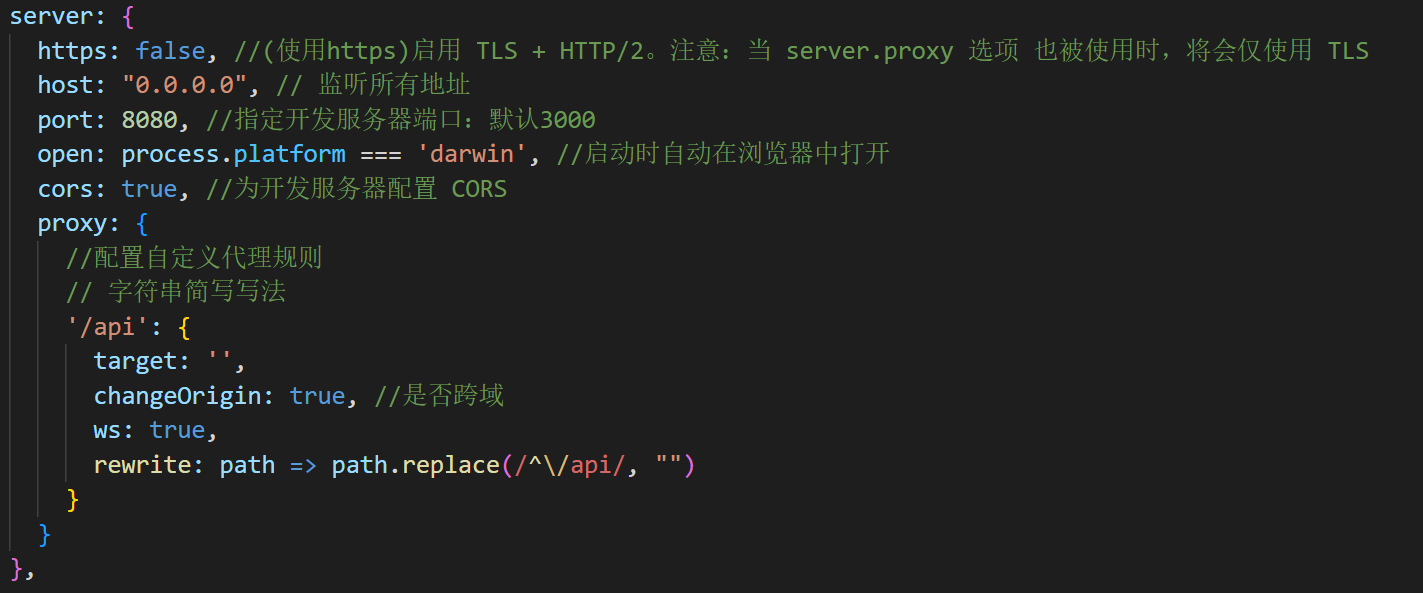 server: {
https: false, //(使用https)启用 TLS + HTTP/2。注意：当 server.proxy 选项 也被使用时，将会仅使用 TLS
host: "0.0.0.0", // 监听所有地址
port: 8080, //指定开发服务器端口：默认3000
open: process.platform === 'darwin', //启动时自动在浏览器中打开
cors: true, //为开发服务器配置 CORS
proxy: {
//配置自定义代理规则
// 字符串简写写法
'/api': {
target: '',
changeOrigin: true, //是否跨域
ws: true,
rewrite: path => path.replace(/^\/api/, "")
}
}
},